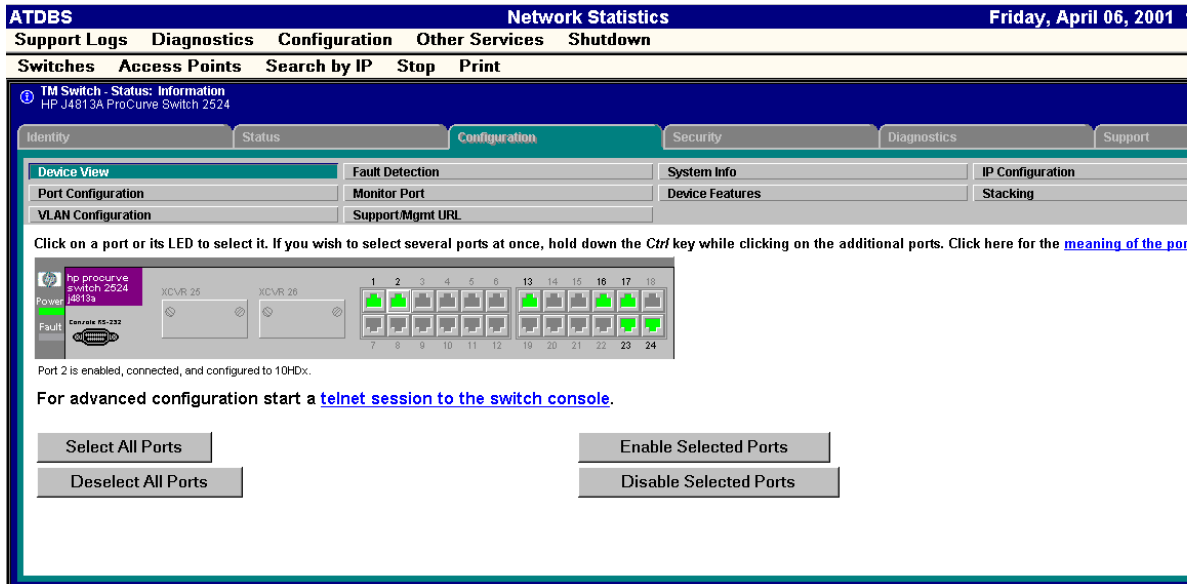 ATDBS Network Statistics Friday, April 06, 2001
Support Logs Diagnostics Configuration Other Services Shutdown
Switches Access Points Search by IP Stop Print
TM Switch - Status: Information
HP J4813A ProCurve Switch 2524
Identity Status Configuration Security Diagnostics Support
Device View Fault Detection System Info IP Configuration
Port Configuration Monitor Port Device Features Stacking
VLAN Configuration Support/Mgmt URL
Click on a port or its LED to select it. If you wish to select several ports at once, hold down the Ctrl key while clicking on the additional ports. Click here for the meaning of the por
hp procurve
switch 2524
j4813a
Power
Fault
Console RS-232
XCVR 25 XCVR 26
1 2 3 4 5 6 13 14 15 16 17 18
7 8 9 10 11 12 19 20 21 22 23 24
Port 2 is enabled, connected, and configured to 10HDx.
For advanced configuration start a telnet session to the switch console.
Select All Ports Enable Selected Ports
Deselect All Ports Disable Selected Ports